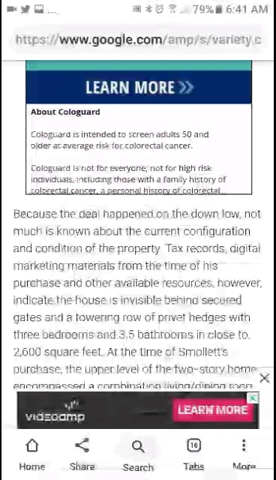 79% 6:41 AM
https://www.google.com/amp/s/variety.c
LEARN MORE >>
About Cologuard
Cologuard is intended to screen adults 50 and
older at average risk for colorectal cancer.
Cologuard is not for everyone; not for high risk
individuals, including those with a family history of
colorectal cancer, a personal history of colorectal
Because the deal happened on the down low, not
much is known about the current configuration
and condition of the property. Tax records, digital
marketing materials from the time of his
purchase and other available resources, however,
indicate the house is invisible behind secured
gates and a towering row of privet hedges with
three bedrooms and 3.5 bathrooms in close to
2,600 square feet. At the time of Smollett's
purchase, the upper level of the two-story home
encompassed a combination living/dining room
videoamp
LEARN MORE
16
Home Share Search Tabs More